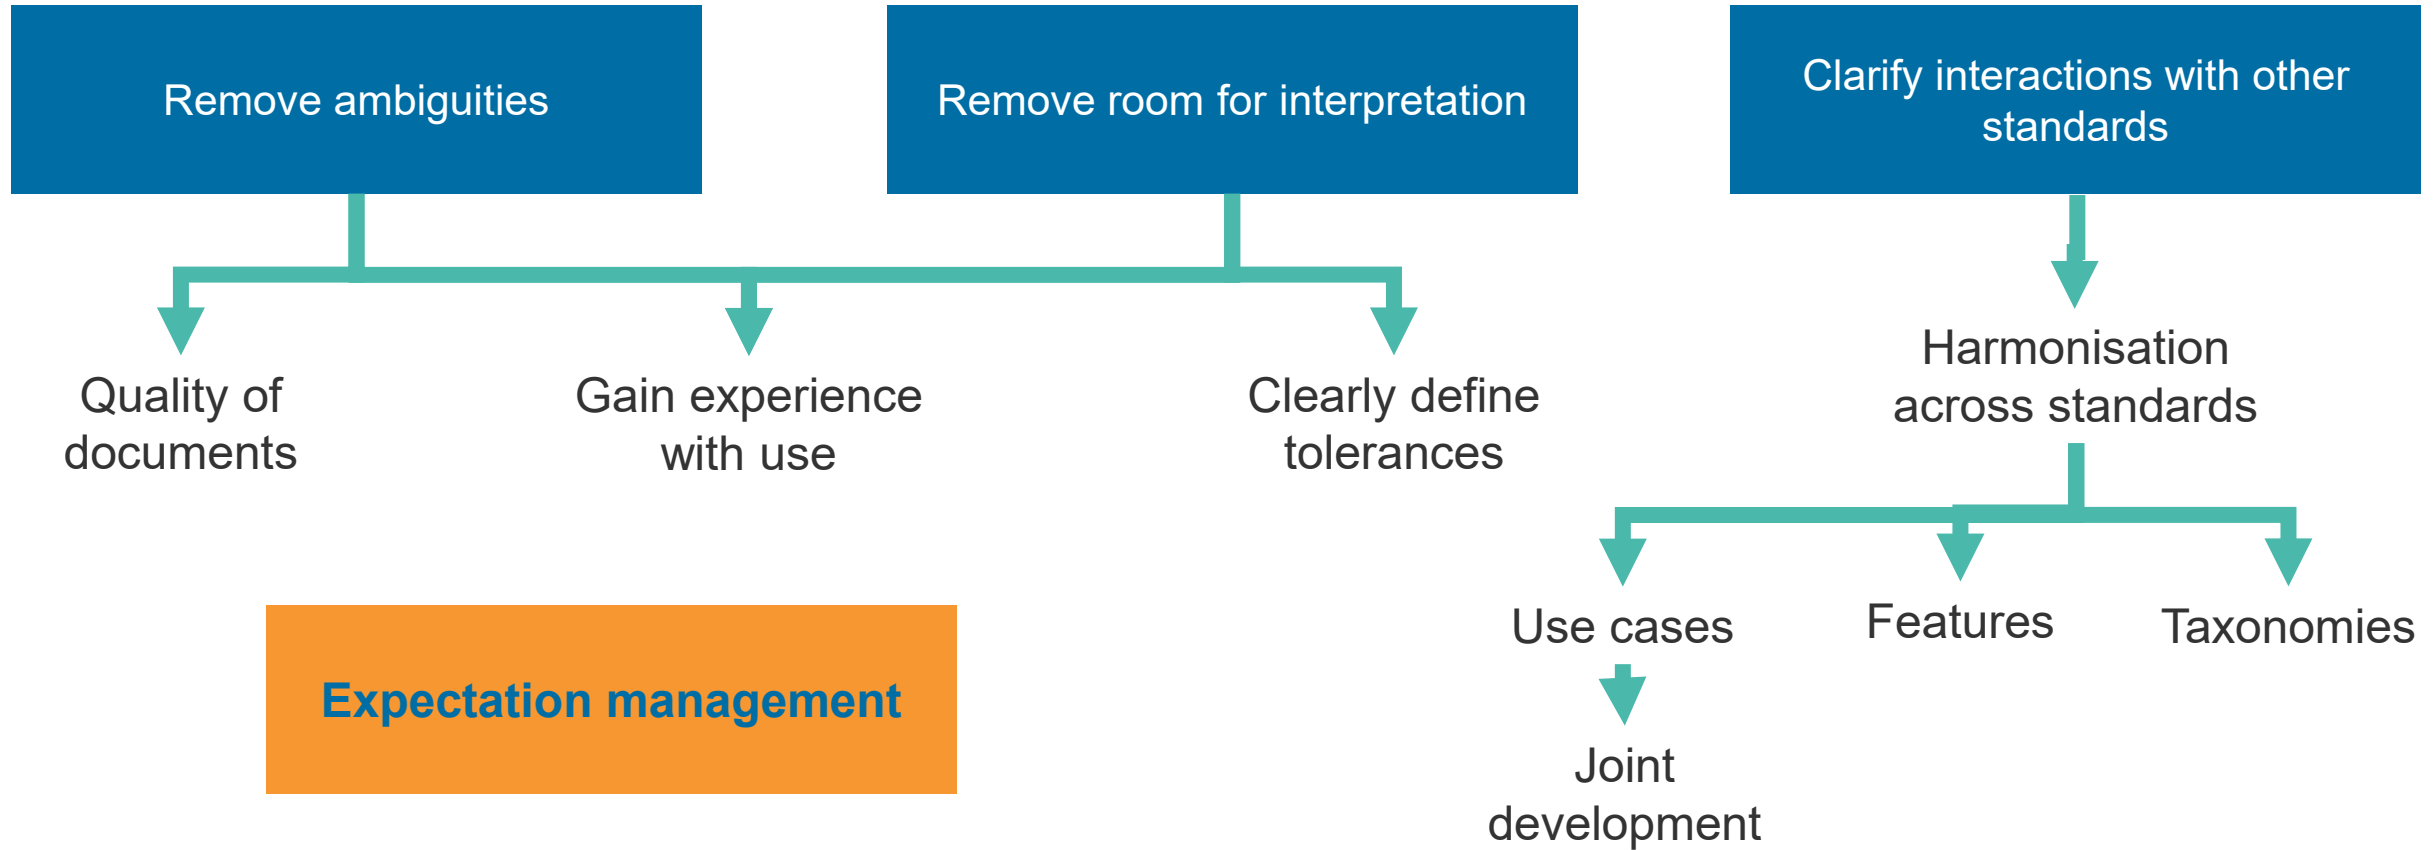 Remove ambiguities
Remove room for interpretation
Clarify interactions with other
standards
Quality of
documents
Gain experience
with use
Clearly define
tolerances
Harmonisation
across standards
Use cases
Features
Taxonomies
Expectation management
Joint
development